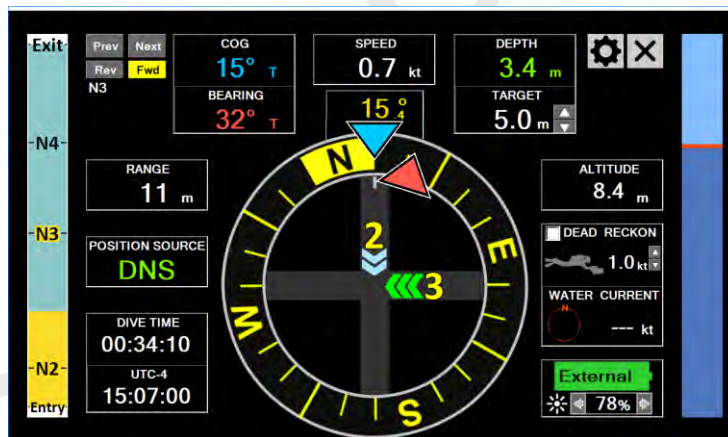 Exit
Prev Next
Rev Fwd
N3
COG
15° T
BEARING
32° T
SPEED
0.7 kt
15.4°
DEPTH
3.4 m
TARGET
5.0 m
N4
N3
N2
Entry
RANGE
11 m
POSITION SOURCE
DNS
DIVE TIME
00:34:10
UTC-4
15:07:00
N
E
S
W
2
3
ALTITUDE
8.4 m
DEAD RECKON
1.0 kt
WATER CURRENT
N
--- kt
External
78%